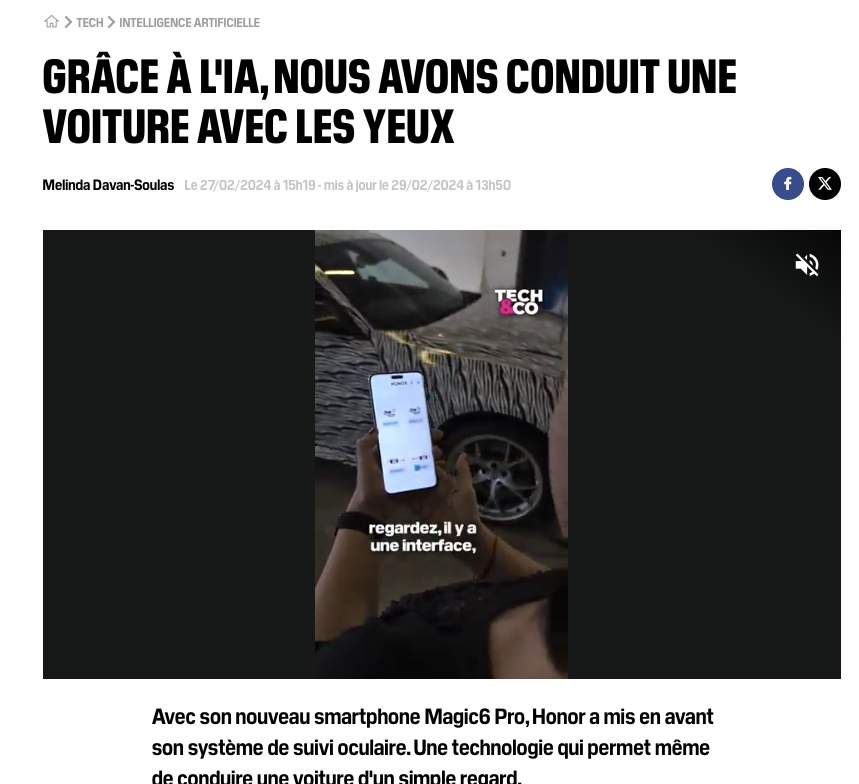 TECH INTELLIGENCE ARTIFICIELLE
GRÂCE À L'IA, NOUS AVONS CONDUIT UNE
VOITURE AVEC LES YEUX
Melinda Davan-Soulas Le 27/02/2024 à 15h19 - mis à jour le 29/02/2024 à 13h50
TECH
&CO
HONOR
regardez, il y a
une interface,
Avec son nouveau smartphone Magic6 Pro, Honor a mis en avant
son système de suivi oculaire. Une technologie qui permet même
de conduire une voiture d'un simple regard.